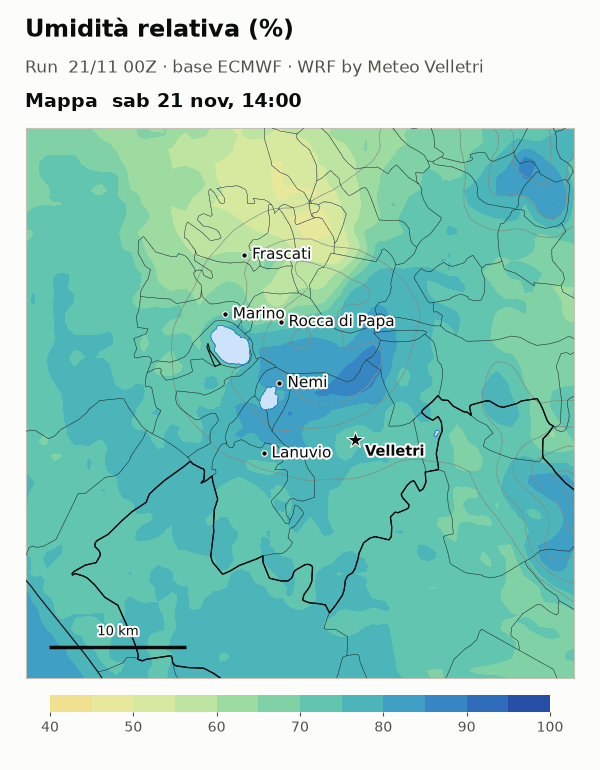 Umidità relativa (%)
Run  21/11 00Z · base ECMWF · WRF by Meteo Velletri
Mappa  sab 21 nov, 14:00
Frascati
Marino
Rocca di Papa
Nemi
Velletri
Lanuvio
10 km
40 50 60 70 80 90 100